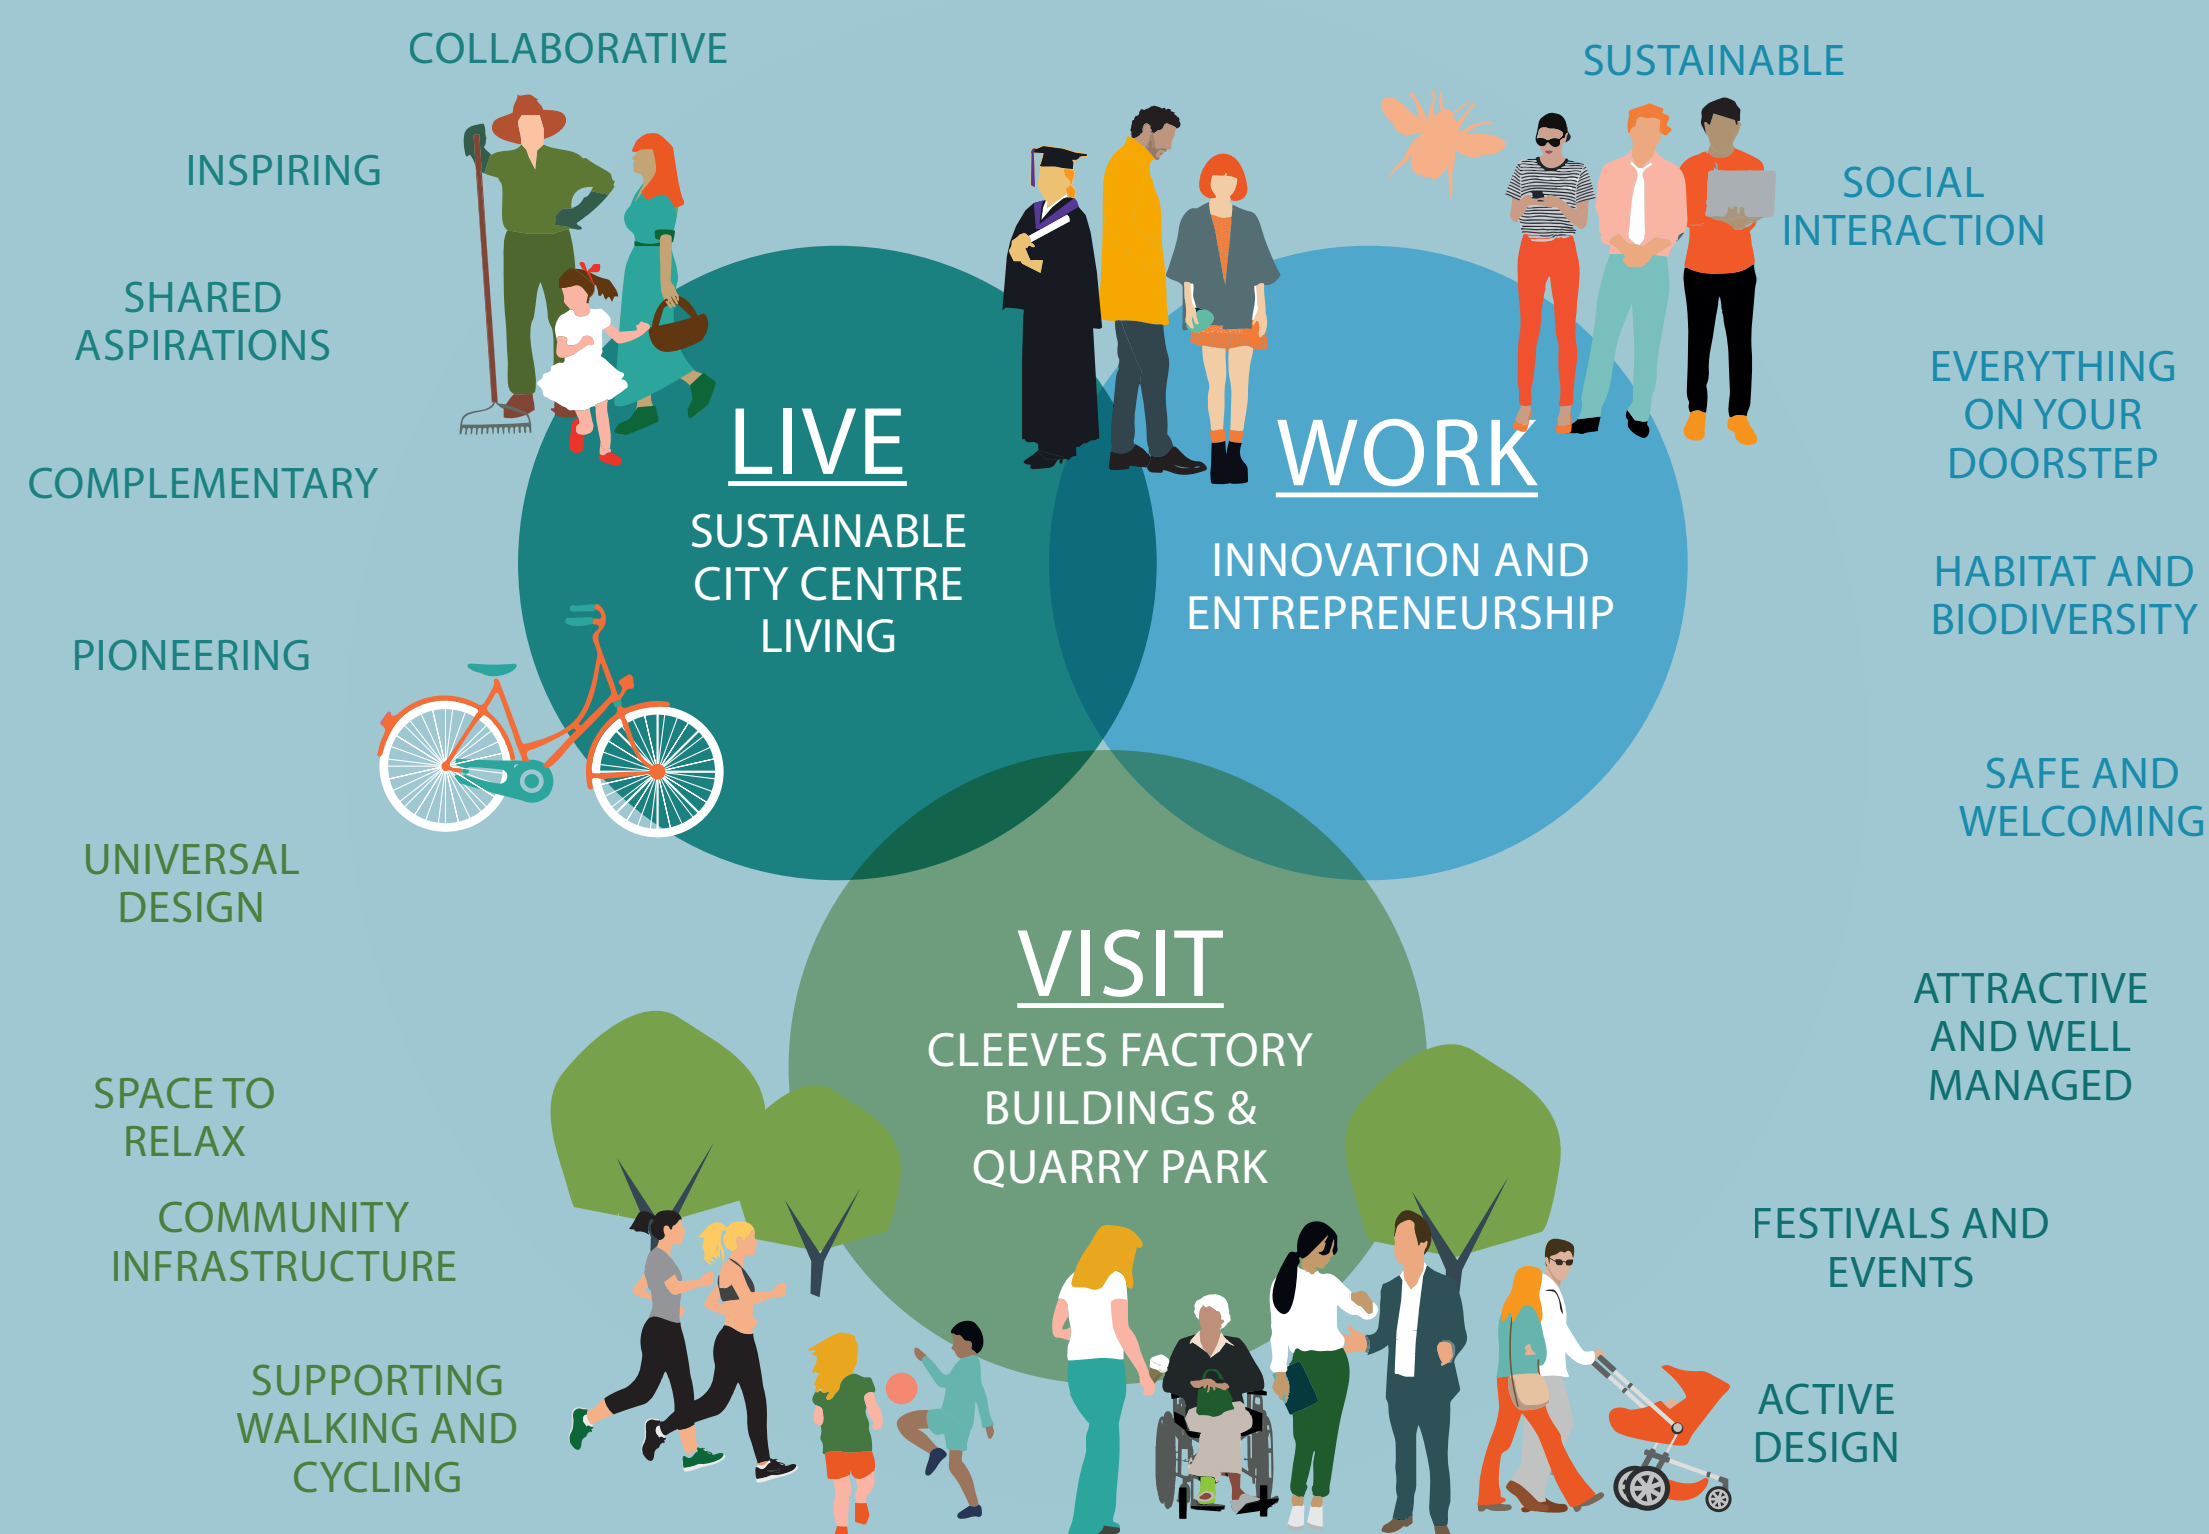 COLLABORATIVE
INSPIRING
SHARED
ASPIRATIONS
COMPLEMENTARY
PIONEERING
UNIVERSAL
DESIGN
SPACE TO
RELAX
COMMUNITY
INFRASTRUCTURE
SUPPORTING
WALKING AND
CYCLING
LIVE
SUSTAINABLE
CITY CENTRE
LIVING
WORK
INNOVATION AND
ENTREPRENEURSHIP
VISIT
CLEEVES FACTORY
BUILDINGS &
QUARRY PARK
SUSTAINABLE
SOCIAL
INTERACTION
EVERYTHING
ON YOUR
DOORSTEP
HABITAT AND
BIODIVERSITY
SAFE AND
WELCOMING
ATTRACTIVE
AND WELL
MANAGED
FESTIVALS AND
EVENTS
ACTIVE
DESIGN